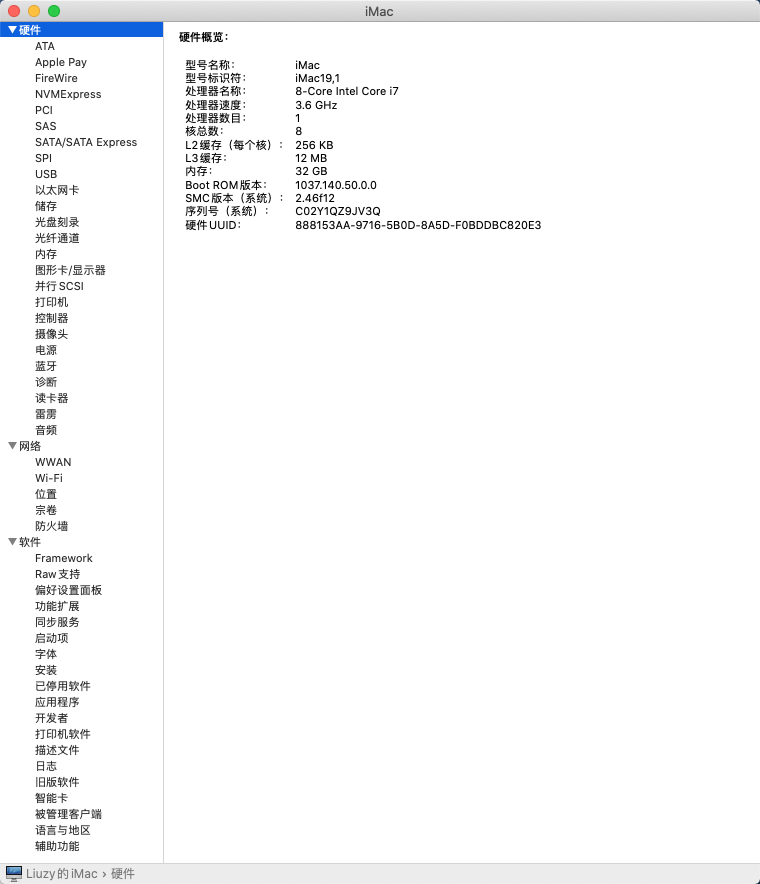 iMac
硬件
ATA
Apple Pay
FireWire
NVMExpress
PCI
SAS
SATA/SATA Express
SPI
USB
以太网卡
储存
光盘刻录
光纤通道
内存
图形卡/显示器
并行 SCSI
打印机
控制器
摄像头
电源
蓝牙
诊断
读卡器
雷雳
音频
网络
WWAN
Wi-Fi
位置
宗卷
防火墙
软件
Framework
Raw 支持
偏好设置面板
功能扩展
同步服务
启动项
字体
安装
已停用软件
应用程序
开发者
打印机软件
描述文件
日志
旧版软件
智能卡
被管理客户端
语言与地区
辅助功能
硬件概览：
型号名称： iMac
型号标识符： iMac19,1
处理器名称： 8-Core Intel Core i7
处理器速度： 3.6 GHz
处理器数目： 1
核总数： 8
L2 缓存（每个核）： 256 KB
L3 缓存： 12 MB
内存： 32 GB
Boot ROM 版本： 1037.140.50.0.0
SMC 版本（系统）： 2.46f12
序列号（系统）： C02Y1QZ9JV3Q
硬件 UUID： 888153AA-9716-5B0D-8A5D-F0BDDBC820E3
Liuzy的 iMac › 硬件